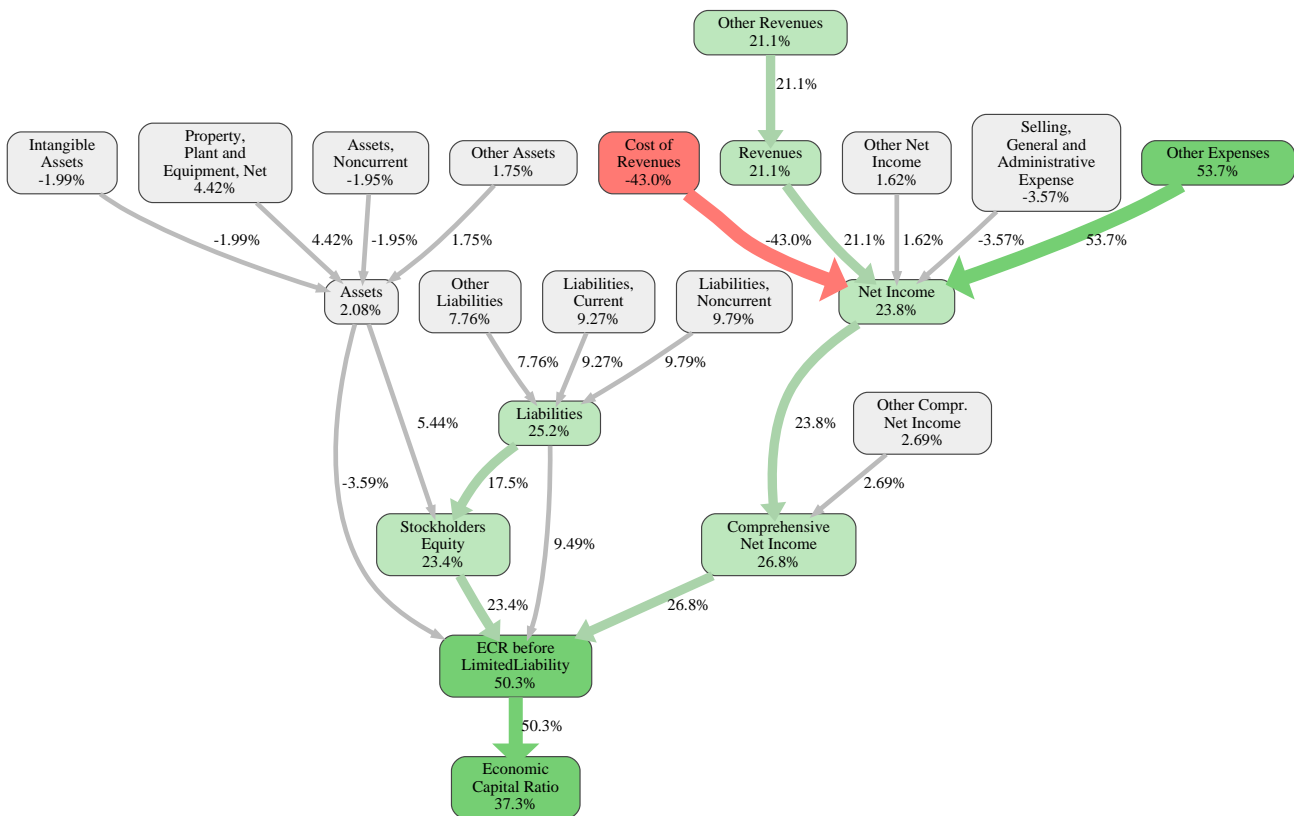 Other Revenues
21.1%
21.1%
Intangible
Assets
-1.99%
Property,
Plant and
Equipment, Net
4.42%
Assets,
Noncurrent
-1.95%
Other Assets
1.75%
Cost of
Revenues
-43.0%
Revenues
21.1%
Other Net
Income
1.62%
Selling,
General and
Administrative
Expense
-3.57%
Other Expenses
53.7%
-1.99%
4.42%
-1.95%
1.75%
-43.0%
21.1%
1.62%
-3.57%
53.7%
Assets
2.08%
Other
Liabilities
7.76%
Liabilities,
Current
9.27%
Liabilities,
Noncurrent
9.79%
Net Income
23.8%
7.76%
9.27%
9.79%
Liabilities
25.2%
5.44%
23.8%
Other Compr.
Net Income
2.69%
-3.59%
17.5%
2.69%
Stockholders
Equity
23.4%
9.49%
Comprehensive
Net Income
26.8%
23.4%
26.8%
ECR before
LimitedLiability
50.3%
50.3%
Economic
Capital Ratio
37.3%